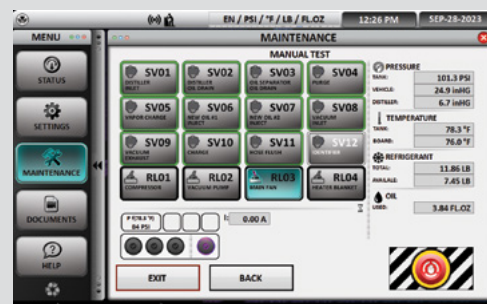 EN / PSI / °F / LB / FL.OZ
12:26 PM
SEP-28-2023
MENU
MAINTENANCE
MANUAL TEST
STATUS
SETTINGS
MAINTENANCE
DOCUMENTS
HELP
SV01
DISTILLER
INLET
SV02
DISTILLER
OIL DRAIN
SV03
OIL SEPARATOR
OIL DRAIN
SV04
PURGE
SV05
VAPOR CHARGE
SV06
NEW OIL #2
INJECT
SV07
NEW OIL #1
INJECT
SV08
VACUUM
INLET
SV09
VACUUM
EXHAUST
SV10
CHARGE
SV11
HOSE FLUSH
SV12
IDENTIFIER
RL01
COMPRESSOR
RL02
VACUUM PUMP
RL03
MAIN FAN
RL04
HEATER BLANKET
84 PSI
I:
0.00 A
EXIT
BACK
PRESSURE
TANK:
101.3 PSI
VEHICLE:
24.9 inHG
DISTILLER:
6.7 inHG
TEMPERATURE
TANK:
78.3 °F
BOARD:
76.0 °F
REFRIGERANT
TOTAL:
11.86 LB
AVAILABLE:
7.45 LB
OIL
USED:
3.84 FL.OZ